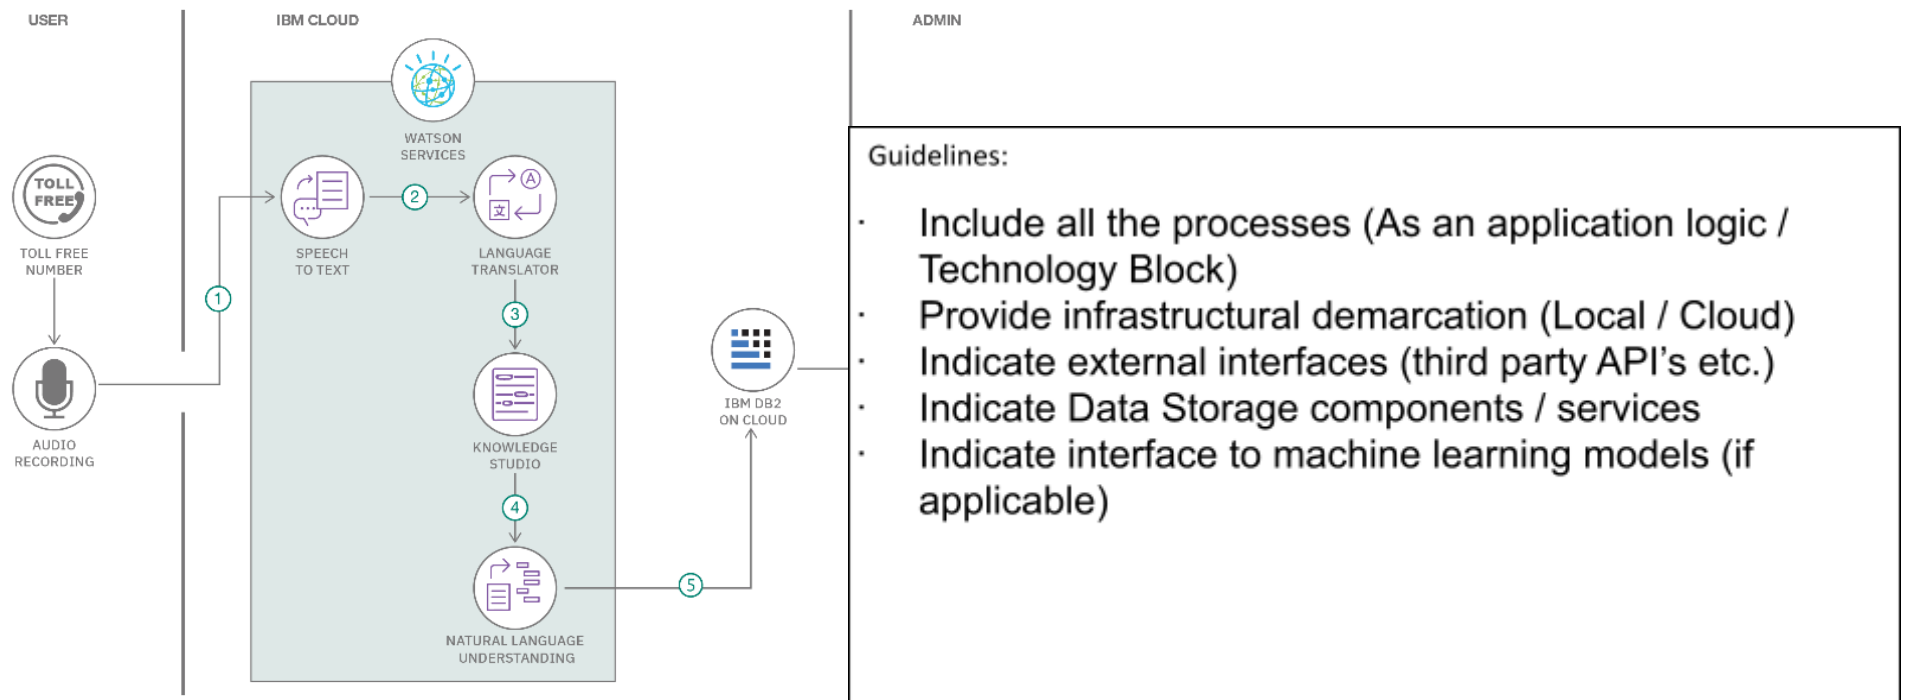 USER
IBM CLOUD
ADMIN
WATSON
SERVICES
TOLL
FREE
TOLL FREE
NUMBER
1
AUDIO
RECORDING
SPEECH
TO TEXT
2
A
文
LANGUAGE
TRANSLATOR
3
KNOWLEDGE
STUDIO
4
NATURAL LANGUAGE
UNDERSTANDING
5
IBM DB2
ON CLOUD
Guidelines:
· Include all the processes (As an application logic /
Technology Block)
· Provide infrastructural demarcation (Local / Cloud)
· Indicate external interfaces (third party API's etc.)
· Indicate Data Storage components / services
· Indicate interface to machine learning models (if
applicable)